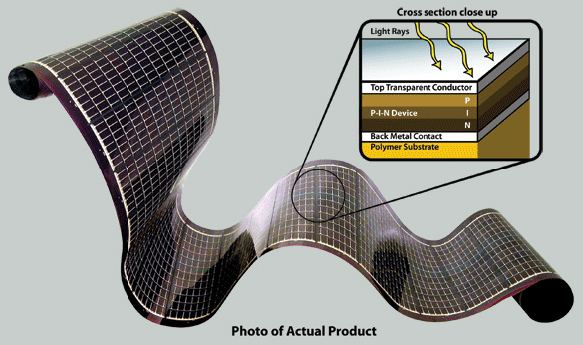 Cross section close up
Light Rays
Top Transparent Conductor
P
P-I-N Device I
N
Back Metal Contact
Polymer Substrate
Photo of Actual Product